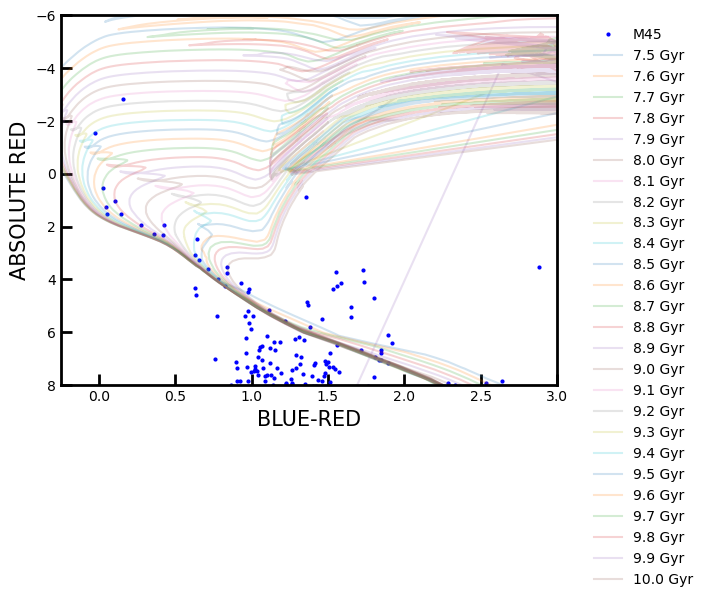 −6
−4
−2
0
2
4
6
8
ABSOLUTE RED
0.0 0.5 1.0 1.5 2.0 2.5 3.0
BLUE-RED
M45
7.5 Gyr
7.6 Gyr
7.7 Gyr
7.8 Gyr
7.9 Gyr
8.0 Gyr
8.1 Gyr
8.2 Gyr
8.3 Gyr
8.4 Gyr
8.5 Gyr
8.6 Gyr
8.7 Gyr
8.8 Gyr
8.9 Gyr
9.0 Gyr
9.1 Gyr
9.2 Gyr
9.3 Gyr
9.4 Gyr
9.5 Gyr
9.6 Gyr
9.7 Gyr
9.8 Gyr
9.9 Gyr
10.0 Gyr